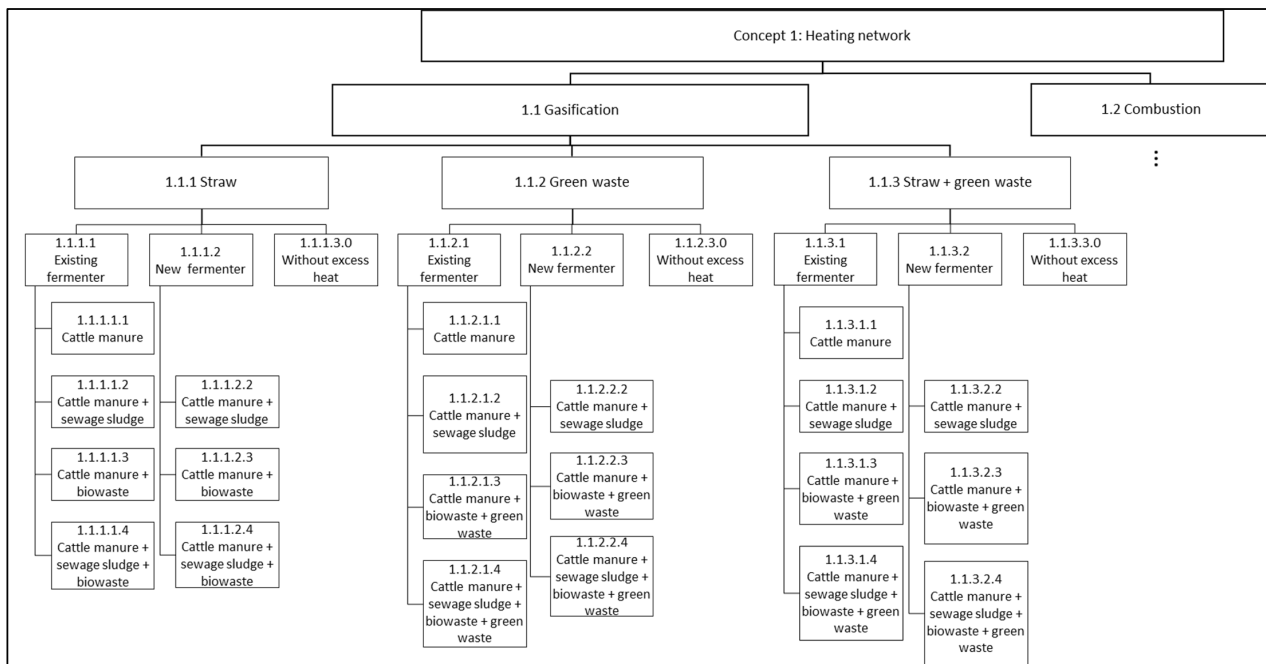 Concept 1: Heating network
1.1 Gasification
1.2 Combustion
⋮
1.1.1 Straw
1.1.2 Green waste
1.1.3 Straw + green waste
1.1.1.1
Existing
fermenter
1.1.1.2
New fermenter
1.1.1.3.0
Without excess
heat
1.1.2.1
Existing
fermenter
1.1.2.2
New fermenter
1.1.2.3.0
Without excess
heat
1.1.3.1
Existing
fermenter
1.1.3.2
New fermenter
1.1.3.3.0
Without excess
heat
1.1.1.1.1
Cattle manure
1.1.1.1.2
Cattle manure +
sewage sludge
1.1.1.1.3
Cattle manure +
biowaste
1.1.1.1.4
Cattle manure +
sewage sludge +
biowaste
1.1.1.2.2
Cattle manure +
sewage sludge
1.1.1.2.3
Cattle manure +
biowaste
1.1.1.2.4
Cattle manure +
sewage sludge +
biowaste
1.1.2.1.1
Cattle manure
1.1.2.1.2
Cattle manure +
sewage sludge
1.1.2.1.3
Cattle manure +
biowaste + green
waste
1.1.2.1.4
Cattle manure +
sewage sludge +
biowaste + green
waste
1.1.2.2.2
Cattle manure +
sewage sludge
1.1.2.2.3
Cattle manure +
biowaste + green
waste
1.1.2.2.4
Cattle manure +
sewage sludge +
biowaste + green
waste
1.1.3.1.1
Cattle manure
1.1.3.1.2
Cattle manure +
sewage sludge
1.1.3.1.3
Cattle manure +
biowaste + green
waste
1.1.3.1.4
Cattle manure +
sewage sludge +
biowaste + green
waste
1.1.3.2.2
Cattle manure +
sewage sludge
1.1.3.2.3
Cattle manure +
biowaste + green
waste
1.1.3.2.4
Cattle manure +
sewage sludge +
biowaste + green
waste